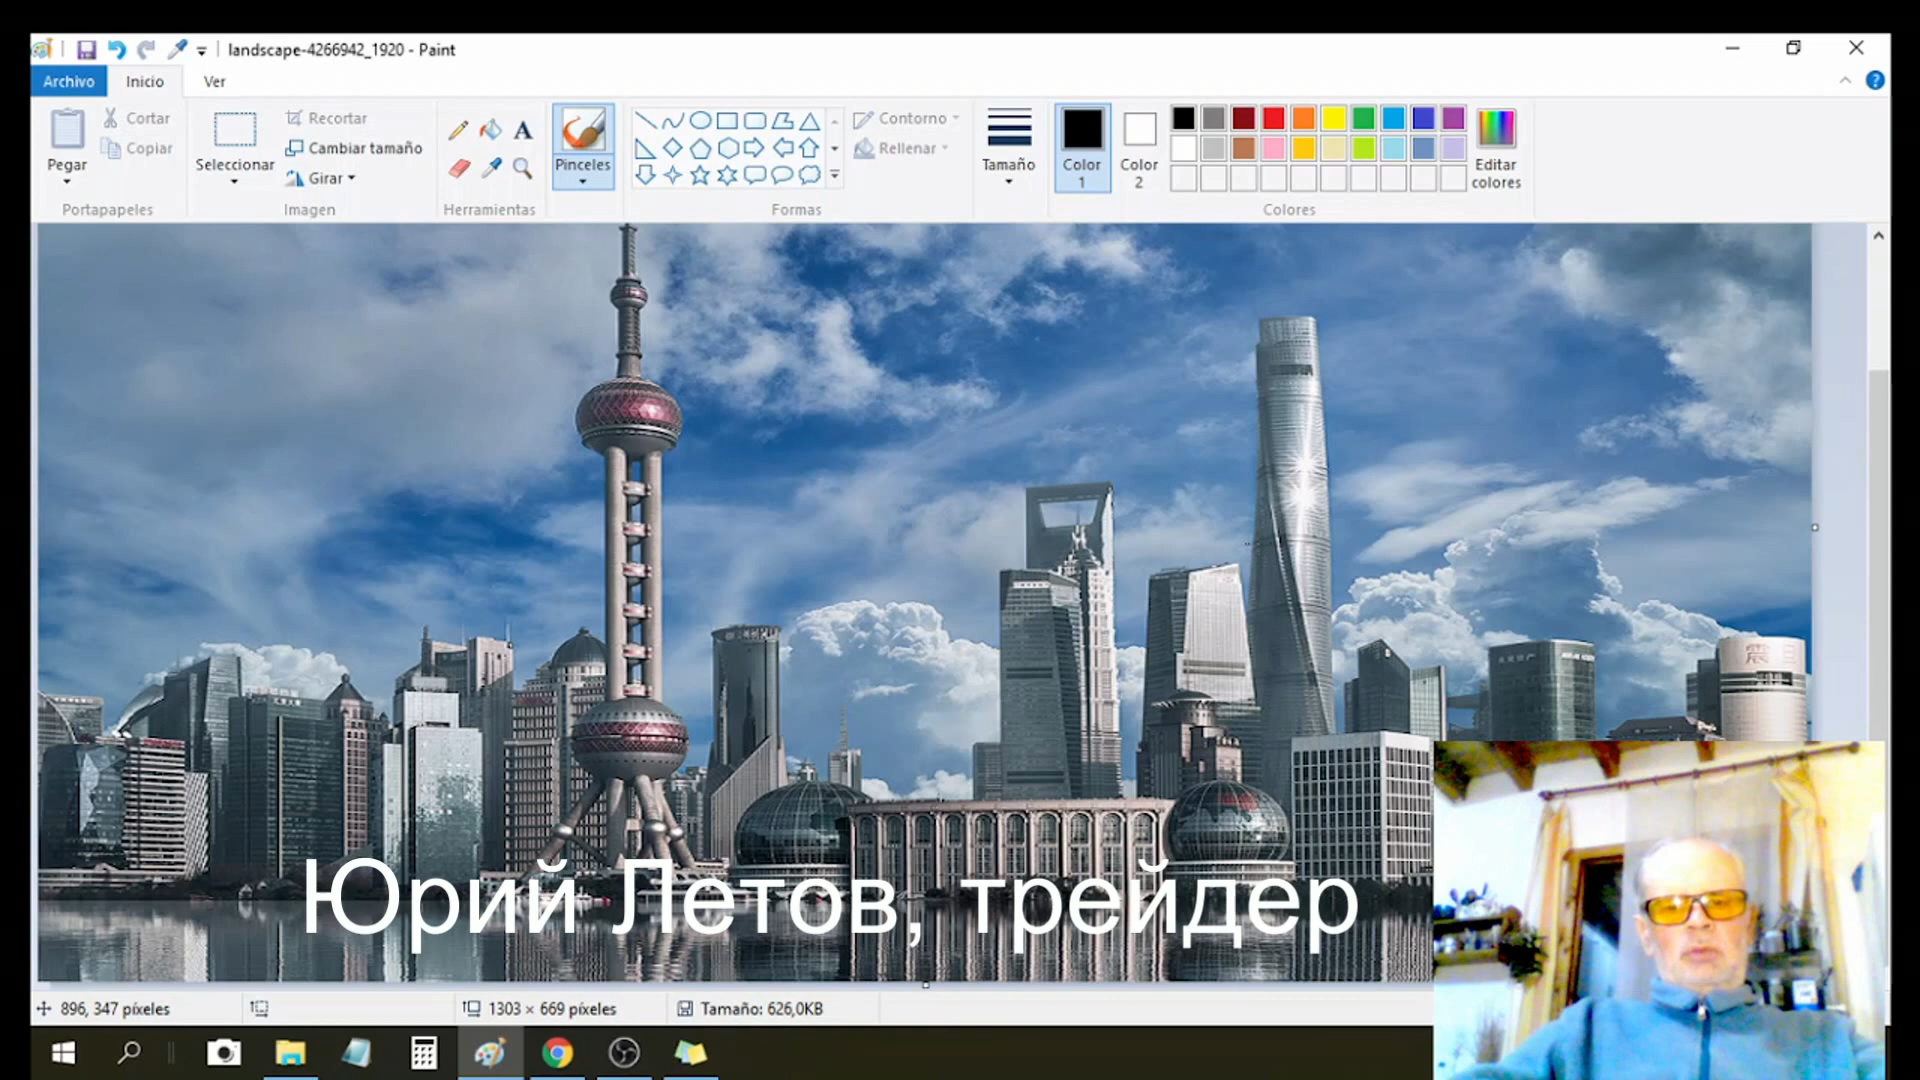 landscape-4266942_1920 - Paint
Archivo
Inicio
Ver
Pegar
Cortar
Copiar
Portapapeles
Seleccionar
Recortar
Cambiar tamaño
Girar
Imagen
A
Herramientas
Pinceles
Formas
Contorno
Rellenar
Tamaño
Color
1
Color
2
Editar
colores
Colores
Юрий Летов, трейдер
896, 347 píxeles
1303 × 669 píxeles
Tamaño: 626,0KB